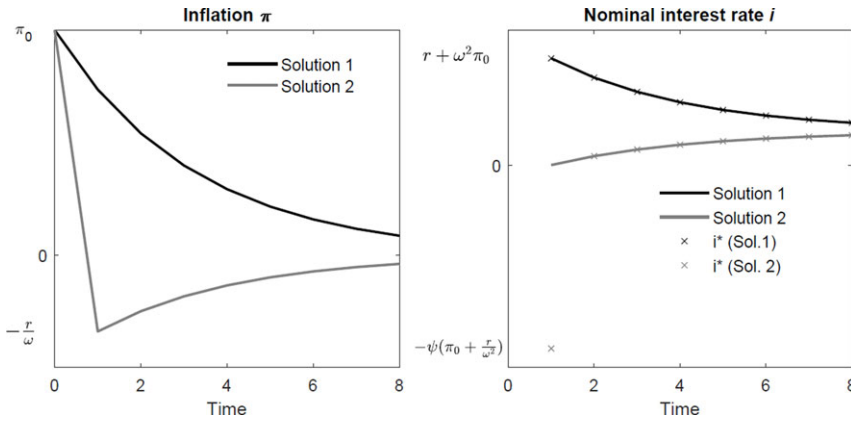 Inflation π
π₀
0
−r/ω
0 2 4 6 8
Time
Solution 1
Solution 2
Nominal interest rate i
r + ω²π₀
0
−ψ(π₀ + r/ω²)
0 2 4 6 8
Time
Solution 1
Solution 2
i* (Sol.1)
i* (Sol. 2)